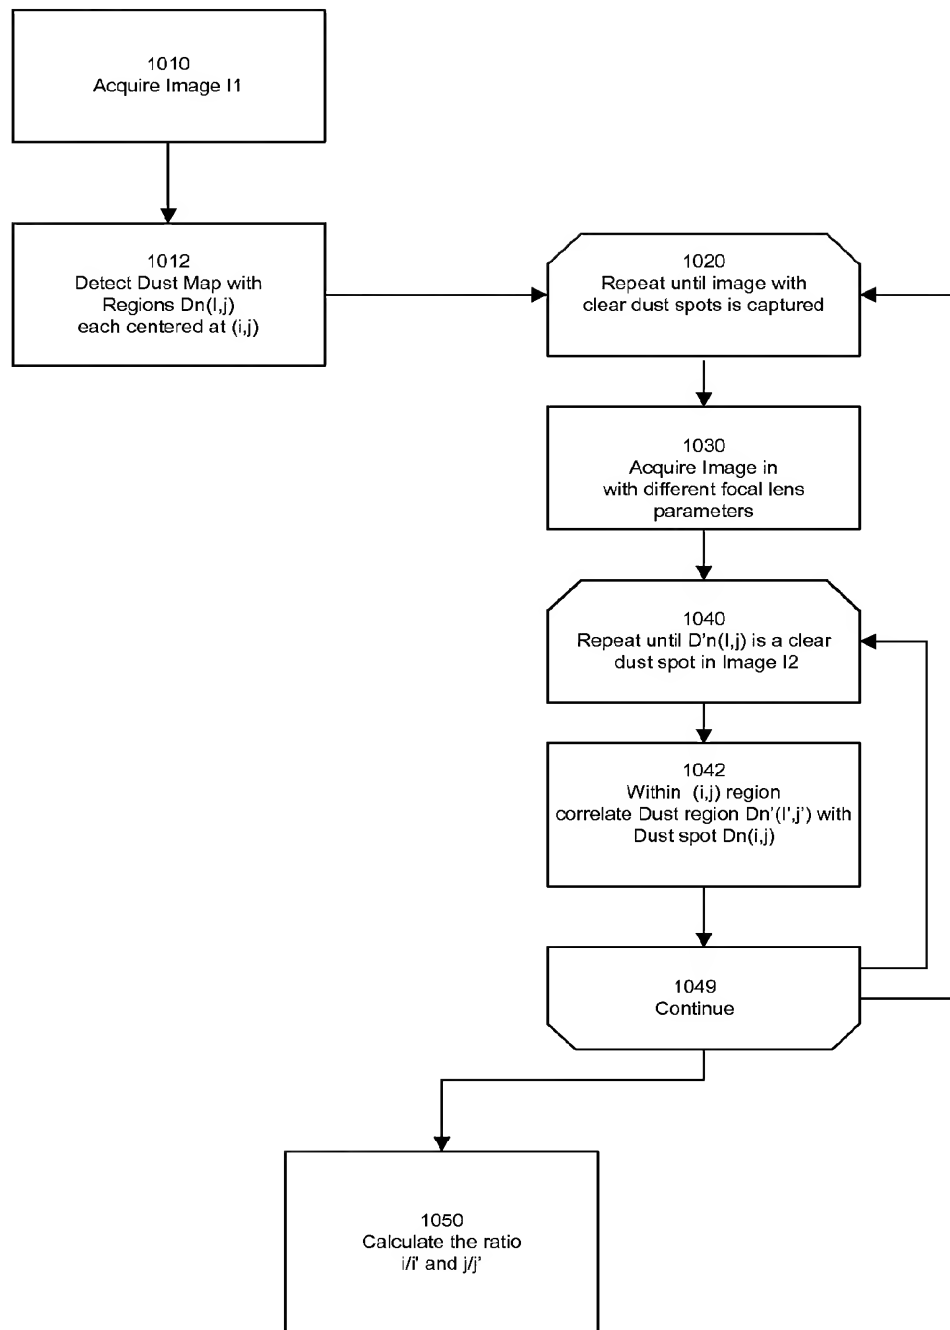 1010
Acquire Image I1
1012
Detect Dust Map with
Regions Dn(I,j)
each centered at (i,j)
1020
Repeat until image with
clear dust spots is captured
1030
Acquire Image in
with different focal lens
parameters
1040
Repeat until D'n(I,j) is a clear
dust spot in Image I2
1042
Within (i,j) region
correlate Dust region Dn'(I',j') with
Dust spot Dn(i,j)
1049
Continue
1050
Calculate the ratio
i/i' and j/j'